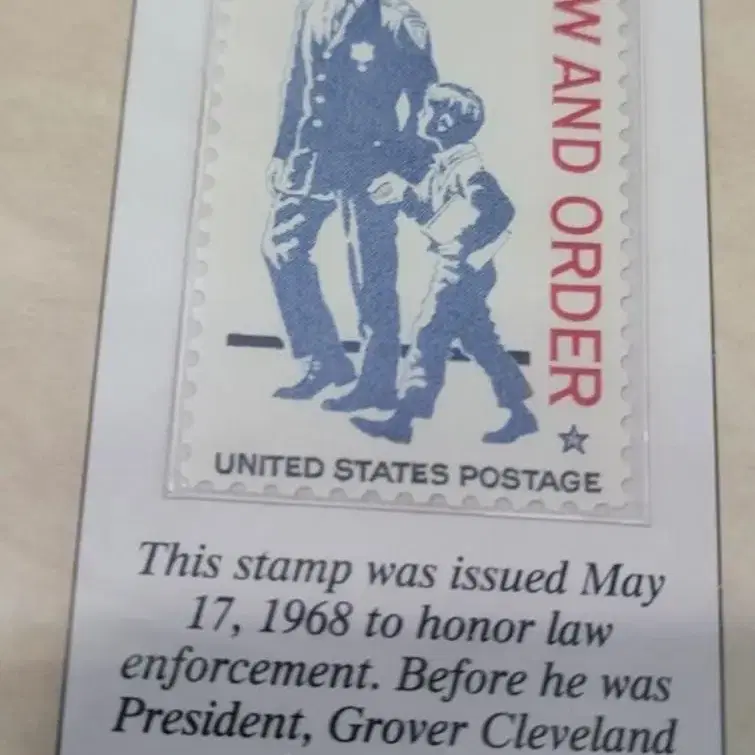 W AND ORDER
UNITED STATES POSTAGE
This stamp was issued May
17, 1968 to honor law
enforcement. Before he was
President, Grover Cleveland